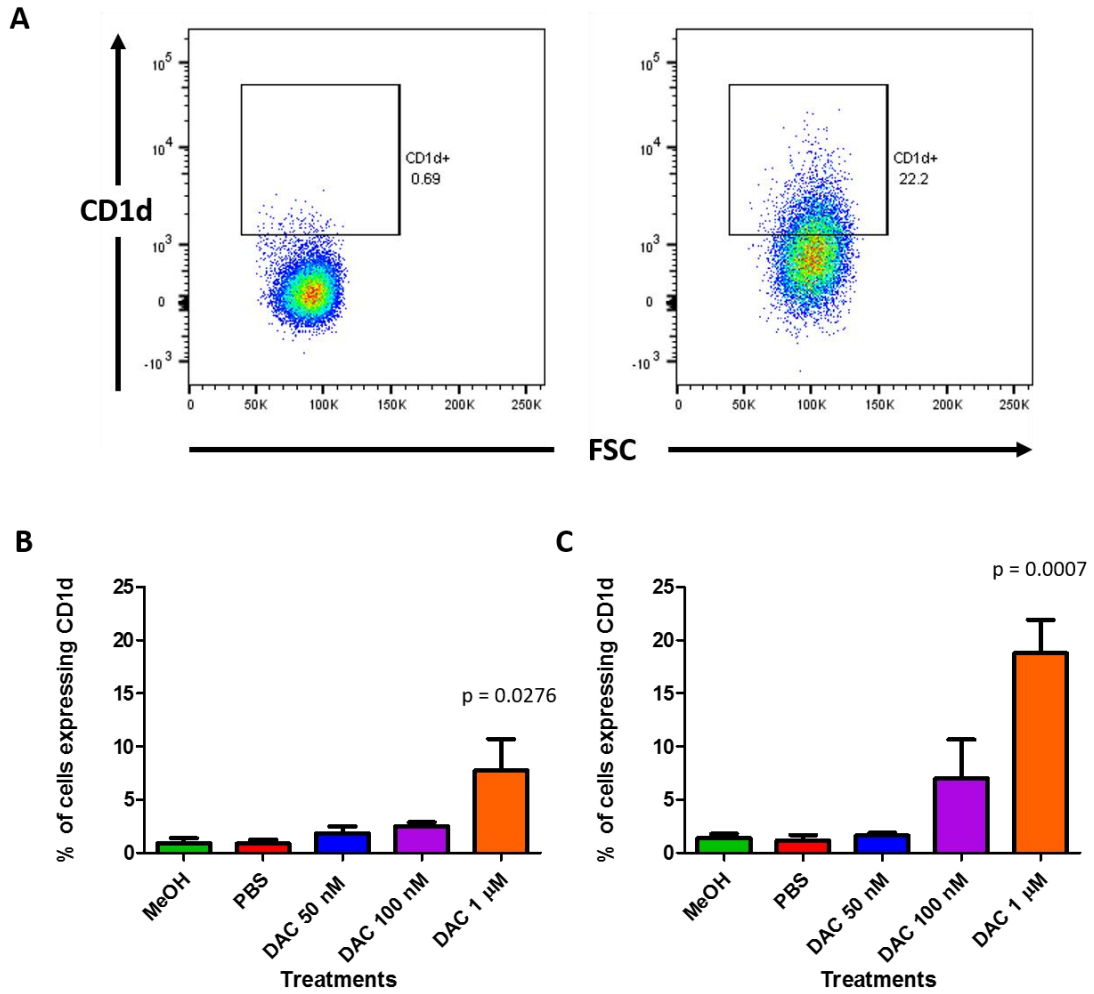 A
CD1d
10^5
10^4
10^3
0
-10^3
CD1d+
0.69
0 50K 100K 150K 200K 250K
10^5
10^4
10^3
0
-10^3
CD1d+
22.2
0 50K 100K 150K 200K 250K
FSC
B
% of cells expressing CD1d
25
20
15
10
5
0
p = 0.0276
MeOH
PBS
DAC 50 nM
DAC 100 nM
DAC 1 µM
Treatments
C
% of cells expressing CD1d
25
20
15
10
5
0
p = 0.0007
MeOH
PBS
DAC 50 nM
DAC 100 nM
DAC 1 µM
Treatments